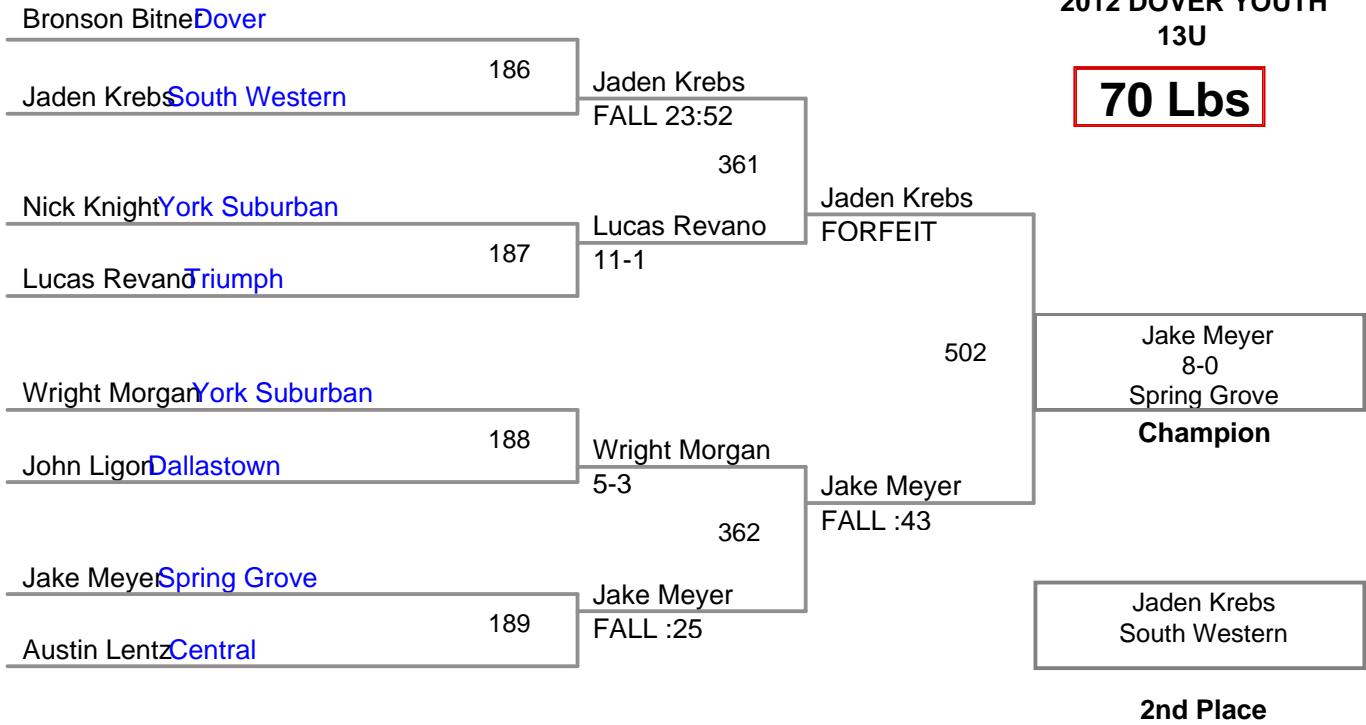 2012 DOVER YOUTH
13U
70 Lbs
Bronson Bitner Dover
186
Jaden Krebs South Western
Jaden Krebs
FALL 23:52
361
Nick Knight York Suburban
187
Lucas Revano Triumph
Lucas Revano
11-1
Jaden Krebs
FORFEIT
502
Wright Morgan York Suburban
188
John Ligon Dallastown
Wright Morgan
5-3
362
Jake Meyer Spring Grove
189
Austin Lentz Central
Jake Meyer
FALL :25
Jake Meyer
FALL :43
Jake Meyer
8-0
Spring Grove
Champion
Jaden Krebs
South Western
2nd Place